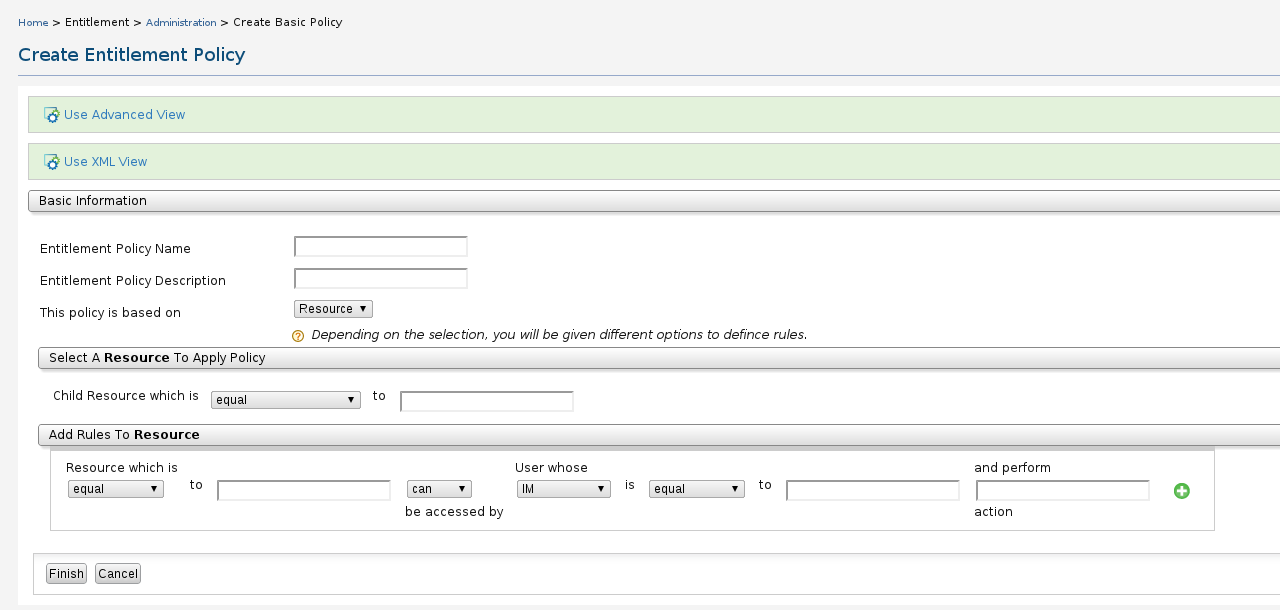 Home > Entitlement > Administration > Create Basic Policy
Create Entitlement Policy
Use Advanced View
Use XML View
Basic Information
Entitlement Policy Name
Entitlement Policy Description
This policy is based on Resource ▼
? Depending on the selection, you will be given different options to defince rules.
Select A Resource To Apply Policy
Child Resource which is equal ▼ to
Add Rules To Resource
Resource which is User whose and perform
equal ▼ to can ▼ IM ▼ is equal ▼ to
be accessed by action
Finish Cancel